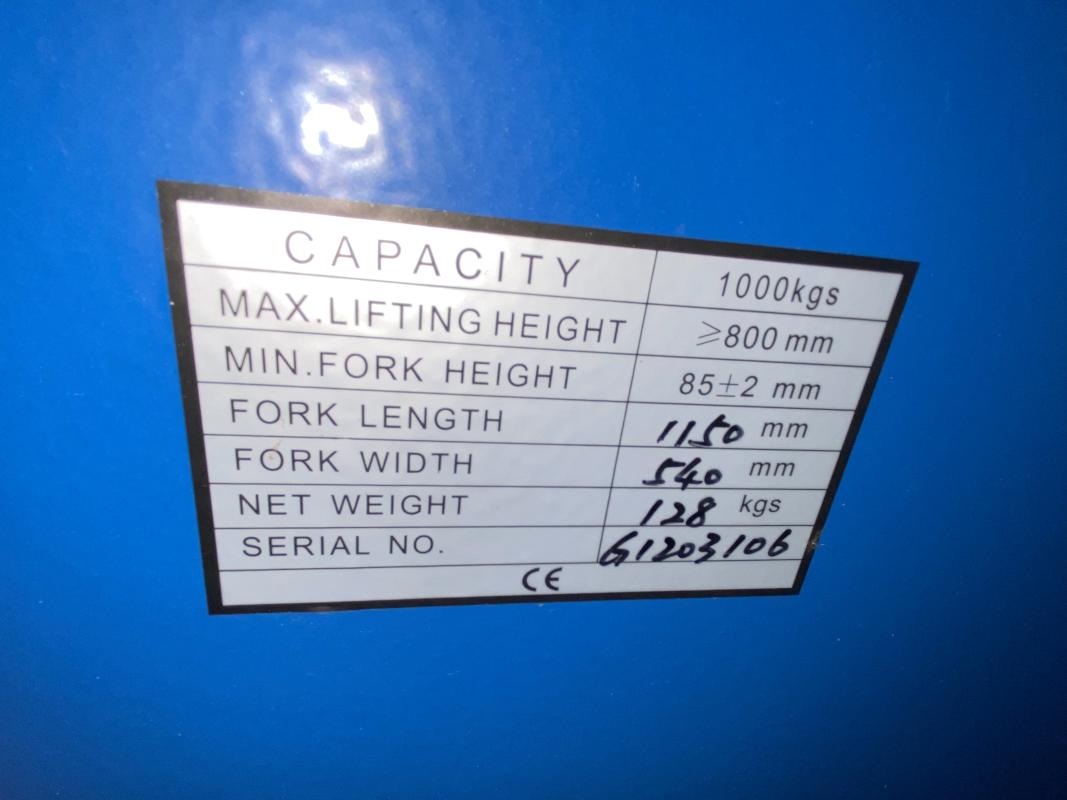 CAPACITY 1000kgs
MAX.LIFTING HEIGHT ≥800 mm
MIN.FORK HEIGHT 85±2 mm
FORK LENGTH 1150 mm
FORK WIDTH 540 mm
NET WEIGHT 128 kgs
SERIAL NO. G1203106
CE